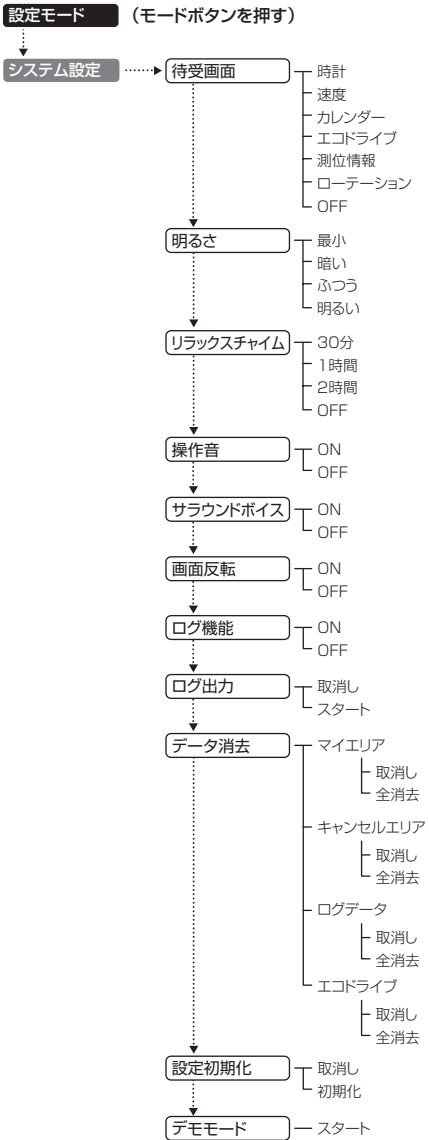 設定モード （モードボタンを押す）
システム設定
待受画面
時計
速度
カレンダー
エコドライブ
測位情報
ローテーション
OFF
明るさ
最小
暗い
ふつう
明るい
リラックスチャイム
30分
1時間
2時間
OFF
操作音
ON
OFF
サラウンドボイス
ON
OFF
画面反転
ON
OFF
ログ機能
ON
OFF
ログ出力
取消し
スタート
データ消去
マイエリア
取消し
全消去
キャンセルエリア
取消し
全消去
ログデータ
取消し
全消去
エコドライブ
取消し
全消去
設定初期化
取消し
初期化
デモモード
スタート